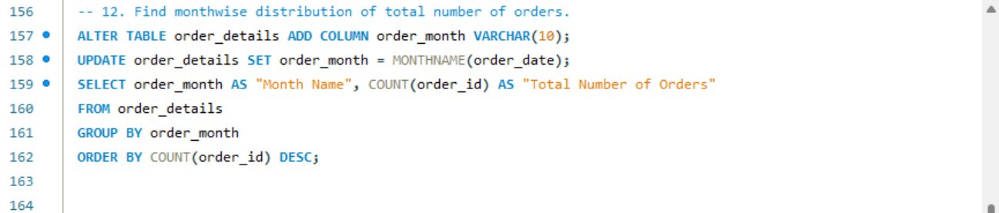 156 -- 12. Find monthwise distribution of total number of orders.
157 ALTER TABLE order_details ADD COLUMN order_month VARCHAR(10);
158 UPDATE order_details SET order_month = MONTHNAME(order_date);
159 SELECT order_month AS "Month Name", COUNT(order_id) AS "Total Number of Orders"
160 FROM order_details
161 GROUP BY order_month
162 ORDER BY COUNT(order_id) DESC;
163
164